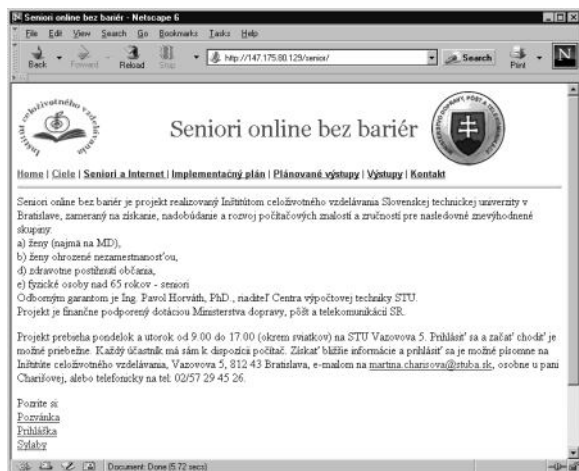 Seniori online bez bariér - Netscape 6
File Edit View Search Go Bookmarks Tasks Help
Back Forward Reload Stop http://147.175.80.129/senior/ Search Print N
Inštitút celoživotného vzdelávania
Seniori online bez bariér
MINISTERSTVO DOPRAVY, PÔŠT A TELEKOMUNIKÁCIÍ
Home | Ciele | Seniori a Internet | Implementačný plán | Plánované výstupy | Výstupy | Kontakt
Seniori online bez bariér je projekt realizovaný Inštitútom celoživotného vzdelávania Slovenskej technickej univerzity v
Bratislave, zameraný na získanie, nadobúdanie a rozvoj počítačových znalostí a zručností pre nasledovné znevýhodnené
skupiny:
a) ženy (najmä na MD),
b) ženy ohrozené nezamestnanosťou,
d) zdravotne postihnutí občania,
e) fyzické osoby nad 65 rokov - seniori
Odborným garantom je Ing. Pavol Horváth, PhD., riaditeľ Centra výpočtovej techniky STU.
Projekt je finančne podporený dotáciou Ministerstva dopravy, pôšt a telekomunikácií SR.
Projekt prebieha pondelok a utorok od 9.00 do 17.00 (okrem sviatkov) na STU Vazovova 5. Prihlásiť sa a začať chodiť je
možné priebežne. Každý účastník má sám k dispozícii počítač. Získať bližšie informácie a prihlásiť sa je možné písomne na
Inštitúte celoživotného vzdelávania, Vazovova 5, 812 43 Bratislava, e-mailom na martina.charisova@stuba.sk, osobne u pani
Charišovej, alebo telefonicky na tel: 02/57 29 45 26.
Pozrite si:
Pozvánka
Prihláška
Sylaby
Document: Done (5.72 secs)